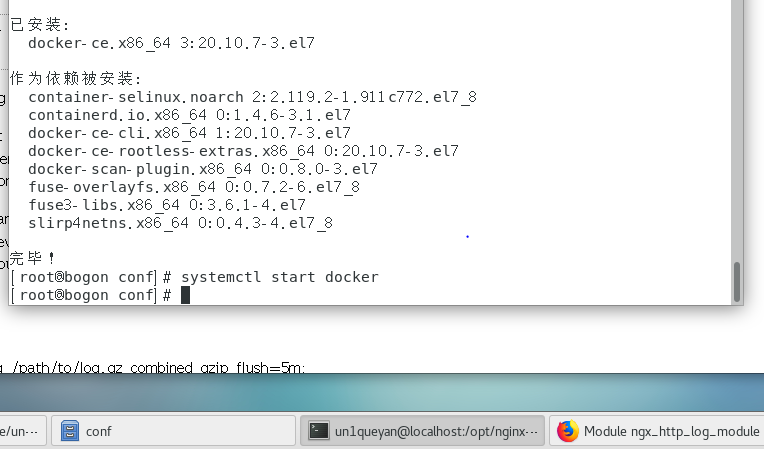 已安装:
docker-ce.x86_64 3:20.10.7-3.el7
作为依赖被安装:
container-selinux.noarch 2:2.119.2-1.911c772.el7_8
containerd.io.x86_64 0:1.4.6-3.1.el7
docker-ce-cli.x86_64 1:20.10.7-3.el7
docker-ce-rootless-extras.x86_64 0:20.10.7-3.el7
docker-scan-plugin.x86_64 0:0.8.0-3.el7
fuse-overlayfs.x86_64 0:0.7.2-6.el7_8
fuse3-libs.x86_64 0:3.6.1-4.el7
slirp4netns.x86_64 0:0.4.3-4.el7_8
完毕!
[root@bogon conf]# systemctl start docker
[root@bogon conf]#
/path/to/log.gz combined gzip flush=5m;
e/un-··
conf
un1queyan@localhost:/opt/nginx-··
Module ngx_http_log_module